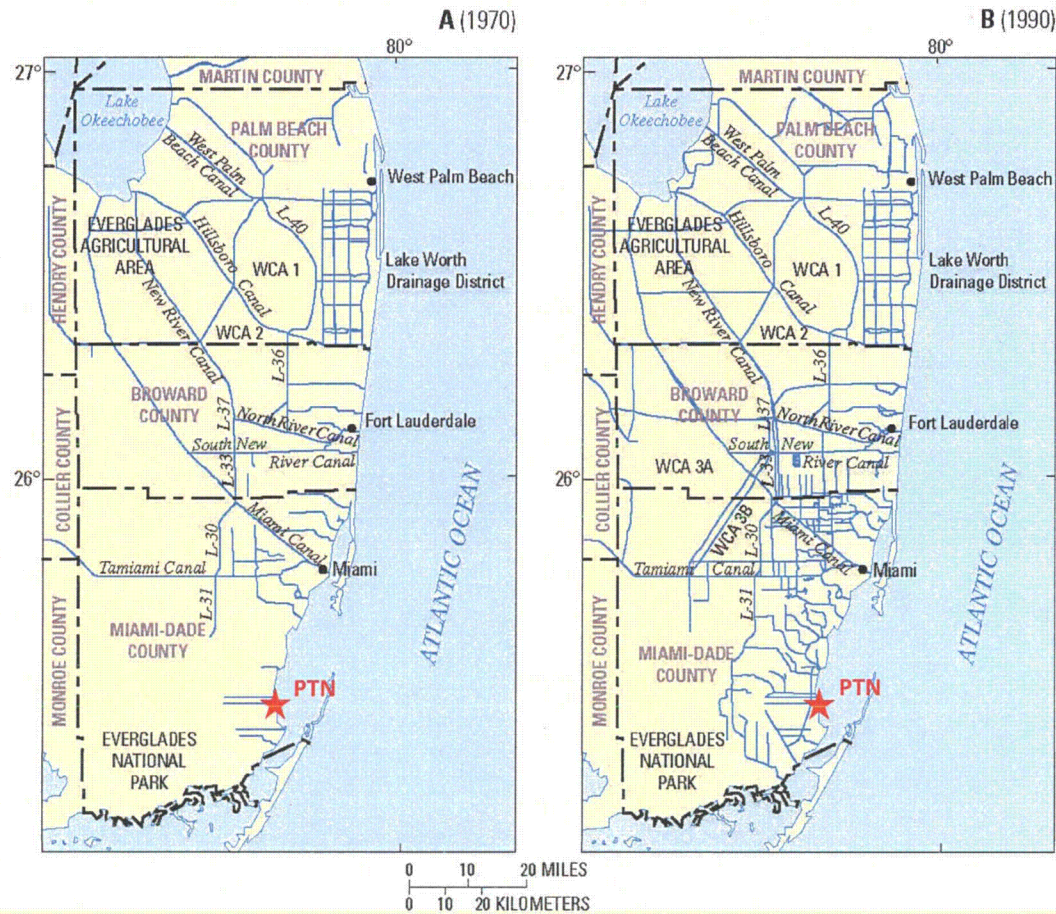 A (1970)
80°
27°
MARTIN COUNTY
Lake
Okeechobee
PALM BEACH
COUNTY
West Palm
Beach Canal
West Palm Beach
HENDRY COUNTY
EVERGLADES
AGRICULTURAL
AREA
Hillsboro
Canal
L-40
WCA 1
Lake Worth
Drainage District
New River
Canal
WCA 2
L-36
BROWARD
COUNTY
L-37
North River Canal
Fort Lauderdale
South New
River Canal
L-33
26°
COLLIER COUNTY
Miami Canal
L-30
Tamiami Canal
Miami
L-31
MIAMI-DADE
COUNTY
ATLANTIC OCEAN
MONROE COUNTY
PTN
EVERGLADES
NATIONAL
PARK
B (1990)
80°
27°
MARTIN COUNTY
Lake
Okeechobee
PALM BEACH
COUNTY
West Palm
Beach Canal
West Palm Beach
HENDRY COUNTY
EVERGLADES
AGRICULTURAL
AREA
Hillsboro
Canal
L-40
WCA 1
Lake Worth
Drainage District
New River
Canal
WCA 2
L-36
BROWARD
COUNTY
L-37
North River Canal
Fort Lauderdale
South New
River Canal
WCA 3A
L-33
26°
COLLIER COUNTY
WCA 3B
Miami Canal
L-30
Tamiami Canal
Miami
L-31
MIAMI-DADE
COUNTY
ATLANTIC OCEAN
MONROE COUNTY
PTN
EVERGLADES
NATIONAL
PARK
0 10 20 MILES
0 10 20 KILOMETERS